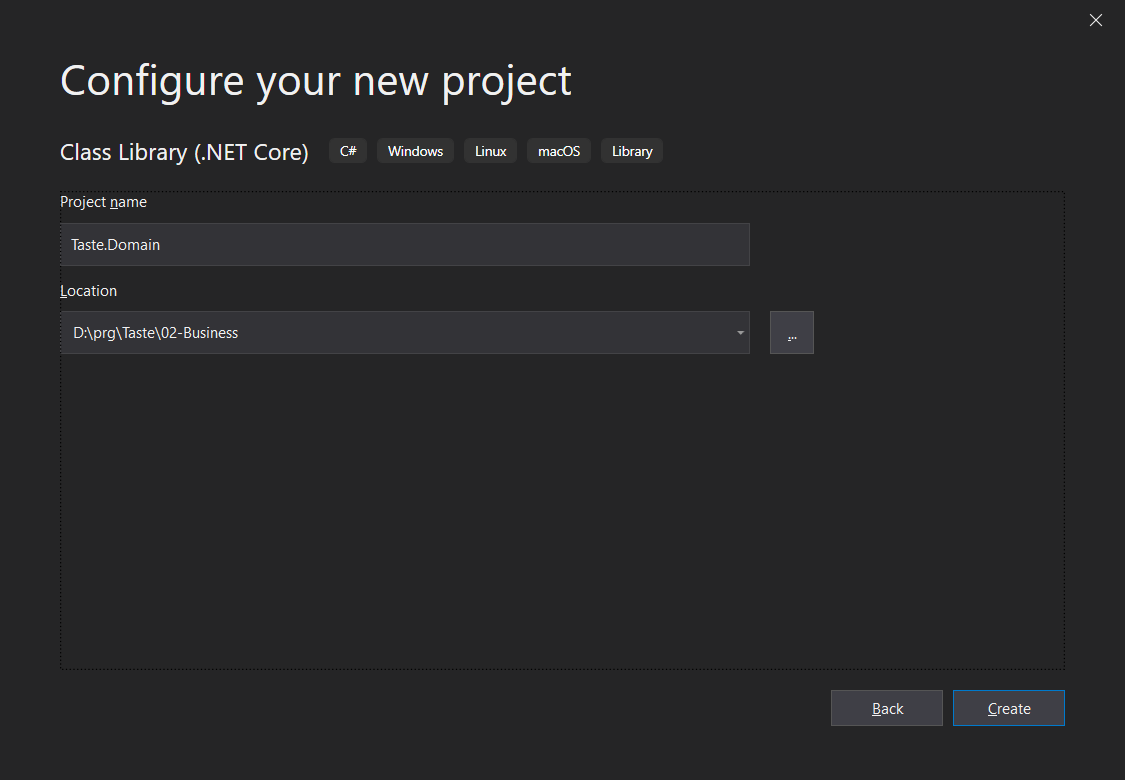 Configure your new project
Class Library (.NET Core) C# Windows Linux macOS Library
Project name
Taste.Domain
Location
D:\prg\Taste\02-Business
...
Back Create